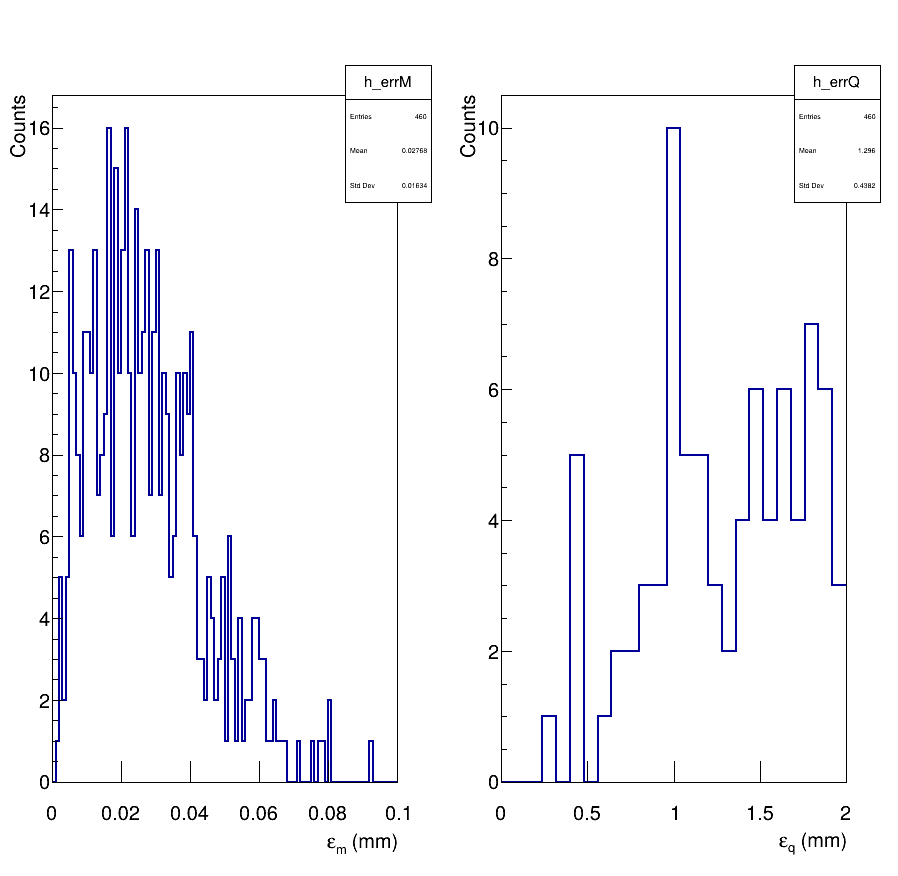 h_errM
Entries 460
Mean 0.02768
Std Dev 0.01634
Counts
16
14
12
10
8
6
4
2
0
0 0.02 0.04 0.06 0.08 0.1
εm (mm)
h_errQ
Entries 460
Mean 1.296
Std Dev 0.4382
Counts
10
8
6
4
2
0
0 0.5 1 1.5 2
εq (mm)